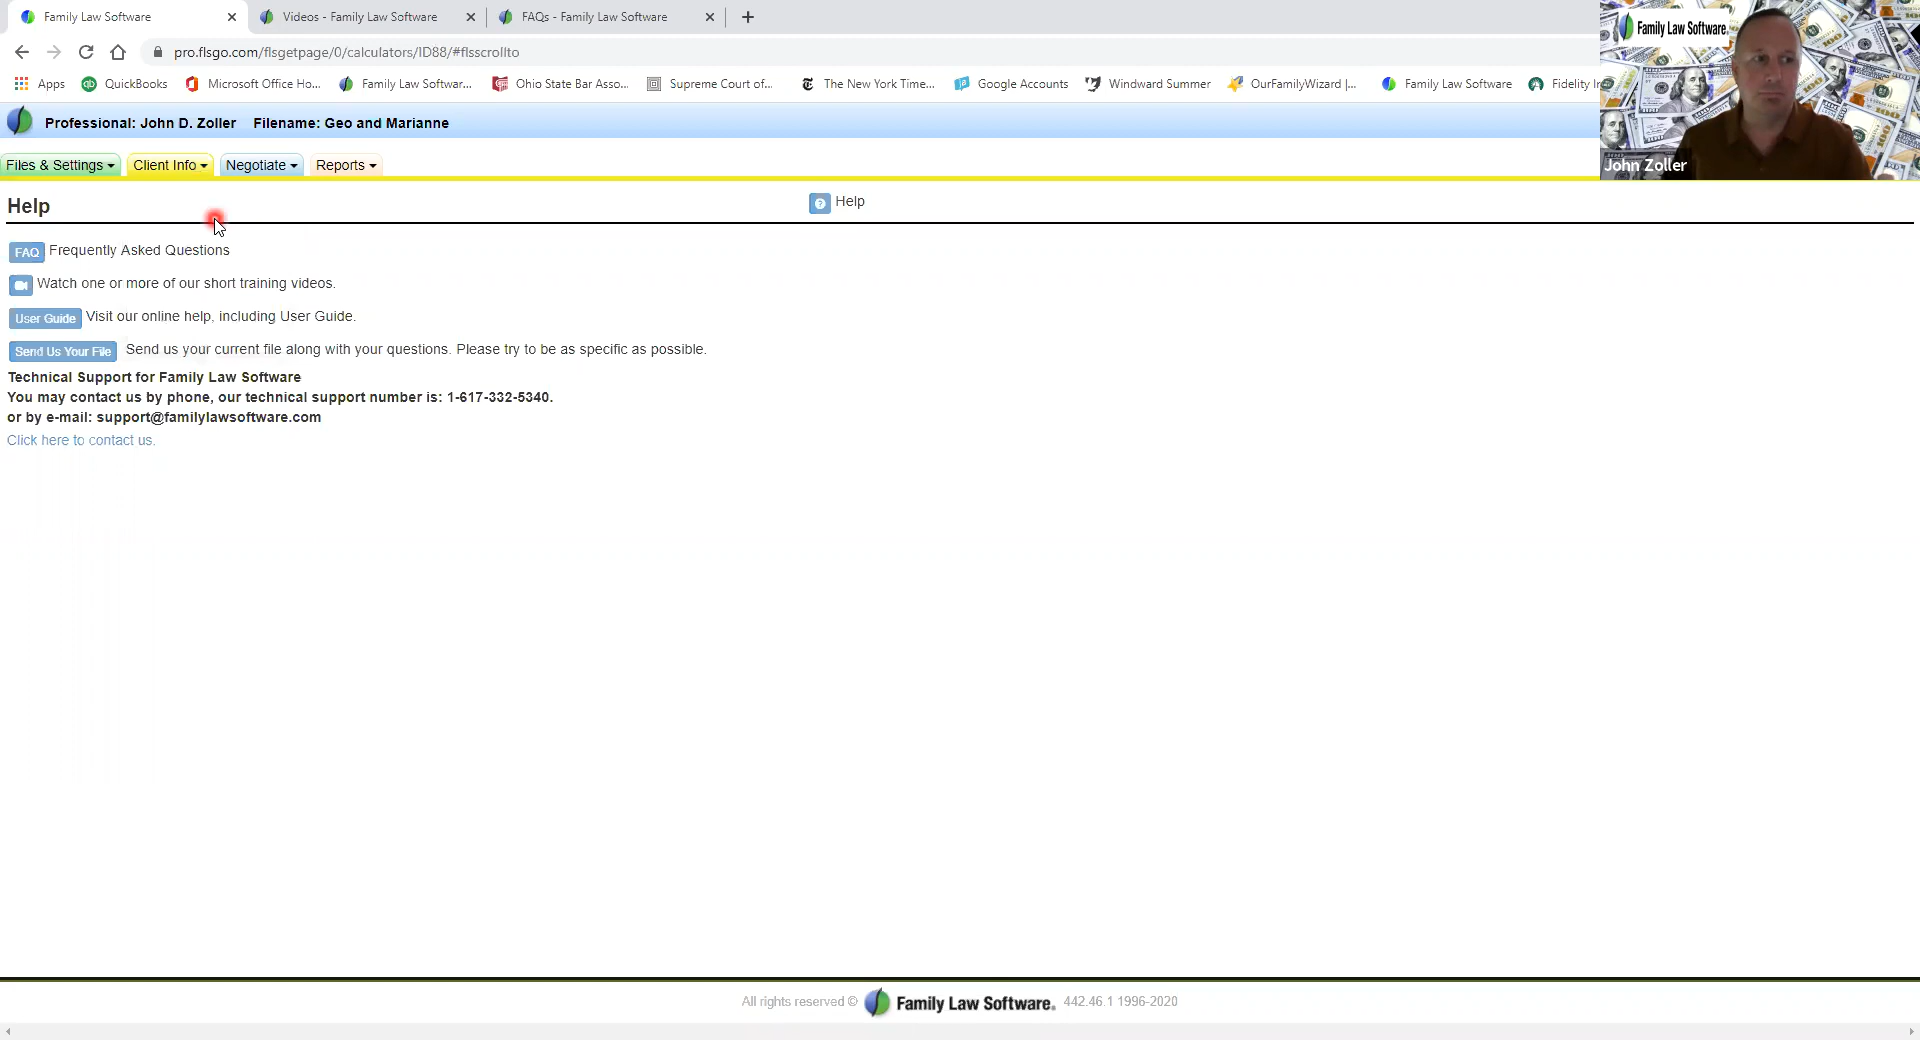 Family Law Software
Videos - Family Law Software
FAQs - Family Law Software
pro.flsgo.com/flsgetpage/0/calculators/ID88/#flsscrollto
Apps
QuickBooks
Microsoft Office Ho...
Family Law Softwar...
Ohio State Bar Asso...
Supreme Court of...
The New York Time...
Google Accounts
Windward Summer
OurFamilyWizard |...
Family Law Software
Fidelity In
Family Law Software
John Zoller
Professional: John D. Zoller Filename: Geo and Marianne
Files & Settings Client Info Negotiate Reports
Help
Help
FAQ Frequently Asked Questions
Watch one or more of our short training videos.
User Guide Visit our online help, including User Guide.
Send Us Your File Send us your current file along with your questions. Please try to be as specific as possible.
Technical Support for Family Law Software
You may contact us by phone, our technical support number is: 1-617-332-5340.
or by e-mail: support@familylawsoftware.com
Click here to contact us.
All rights reserved © Family Law Software. 442.46.1 1996-2020